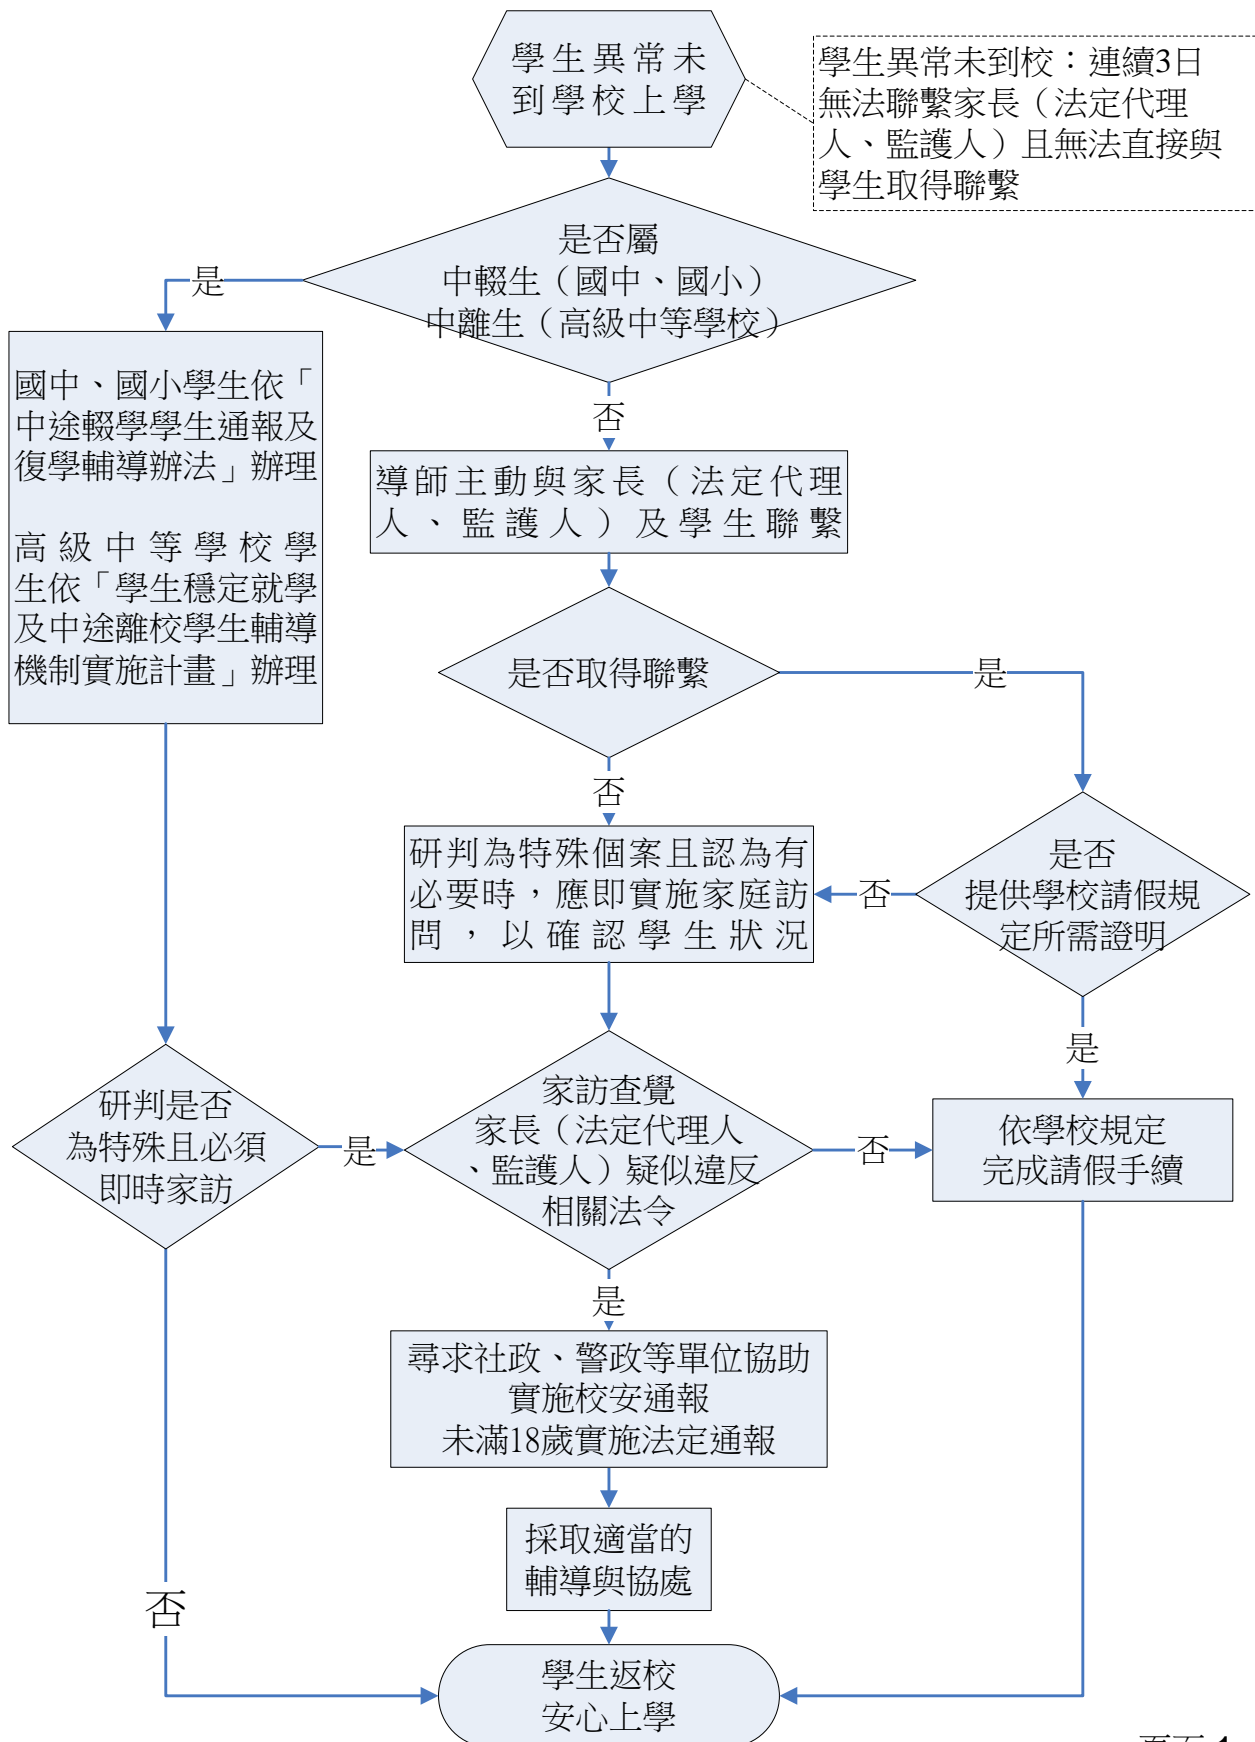 學生異常未
到學校上學
學生異常未到校：連續3日
無法聯繫家長（法定代理
人、監護人）且無法直接與
學生取得聯繫
是否屬
中輟生（國中、國小）
中離生（高級中等學校）
是
否
國中、國小學生依「
中途輟學學生通報及
復學輔導辦法」辦理
高級中等學校學
生依「學生穩定就學
及中途離校學生輔導
機制實施計畫」辦理
導師主動與家長（法定代理
人、監護人）及學生聯繫
是否取得聯繫
是
否
研判為特殊個案且認為有
必要時，應即實施家庭訪
問，以確認學生狀況
否
是否
提供學校請假規
定所需證明
是
研判是否
為特殊且必須
即時家訪
是
家訪查覺
家長（法定代理人
、監護人）疑似違反
相關法令
否
依學校規定
完成請假手續
是
尋求社政、警政等單位協助
實施校安通報
未滿18歲實施法定通報
採取適當的
輔導與協處
否
學生返校
安心上學